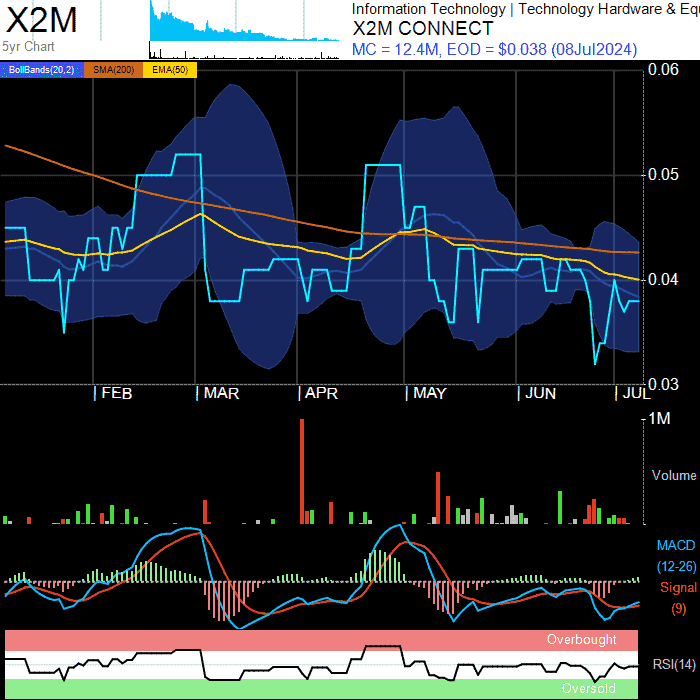 X2M
5yr Chart
Information Technology | Technology Hardware & Equ
X2M CONNECT
MC = 12.4M, EOD = $0.038 (08Jul2024)
BollBands(20,2) SMA(200) EMA(50)
0.06
0.05
0.04
0.03
FEB MAR APR MAY JUN JUL
1M
Volume
MACD
(12-26)
Signal
(9)
Overbought
RSI(14)
Oversold